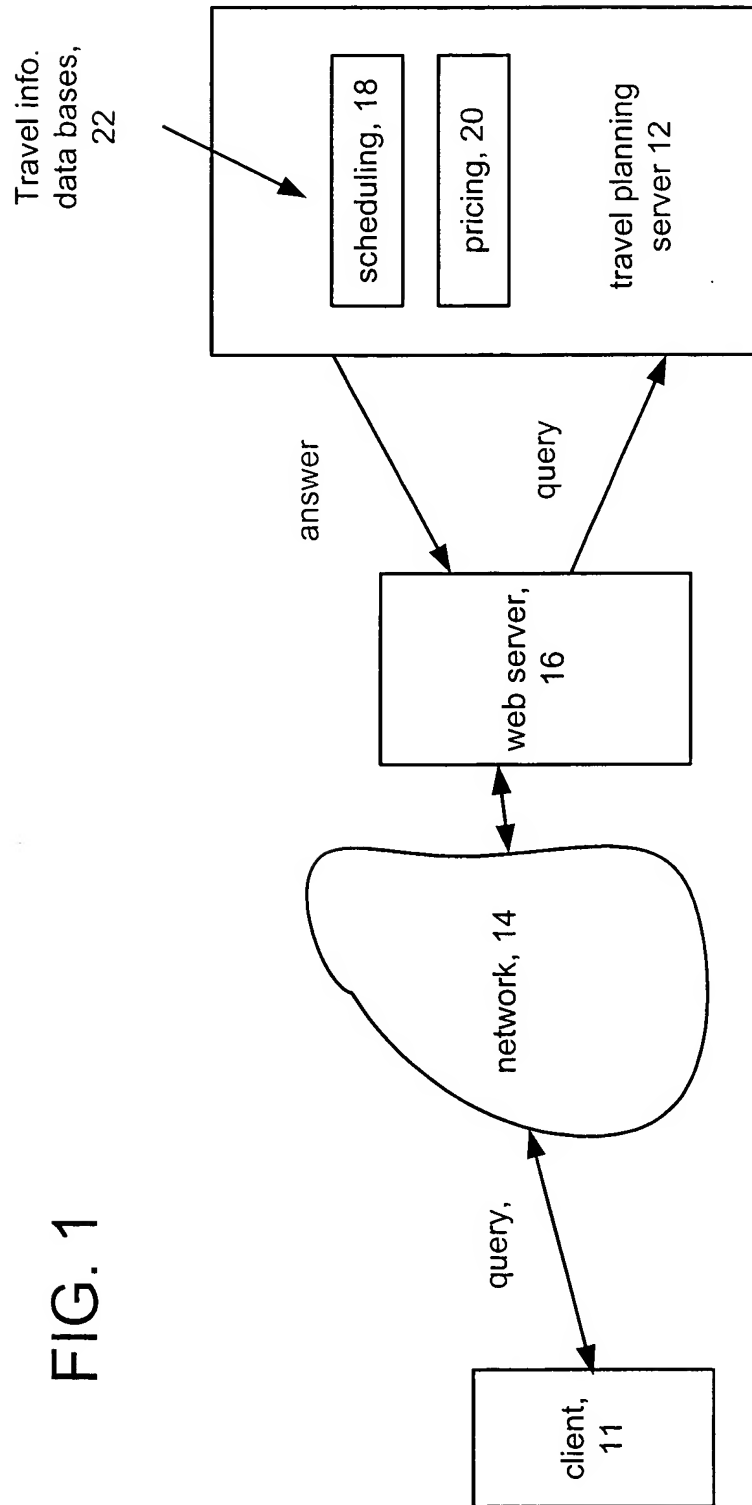 FIG. 1
client,
11
query,
network, 14
web server,
16
answer
query
Travel info.
data bases,
22
scheduling, 18
pricing, 20
travel planning
server 12